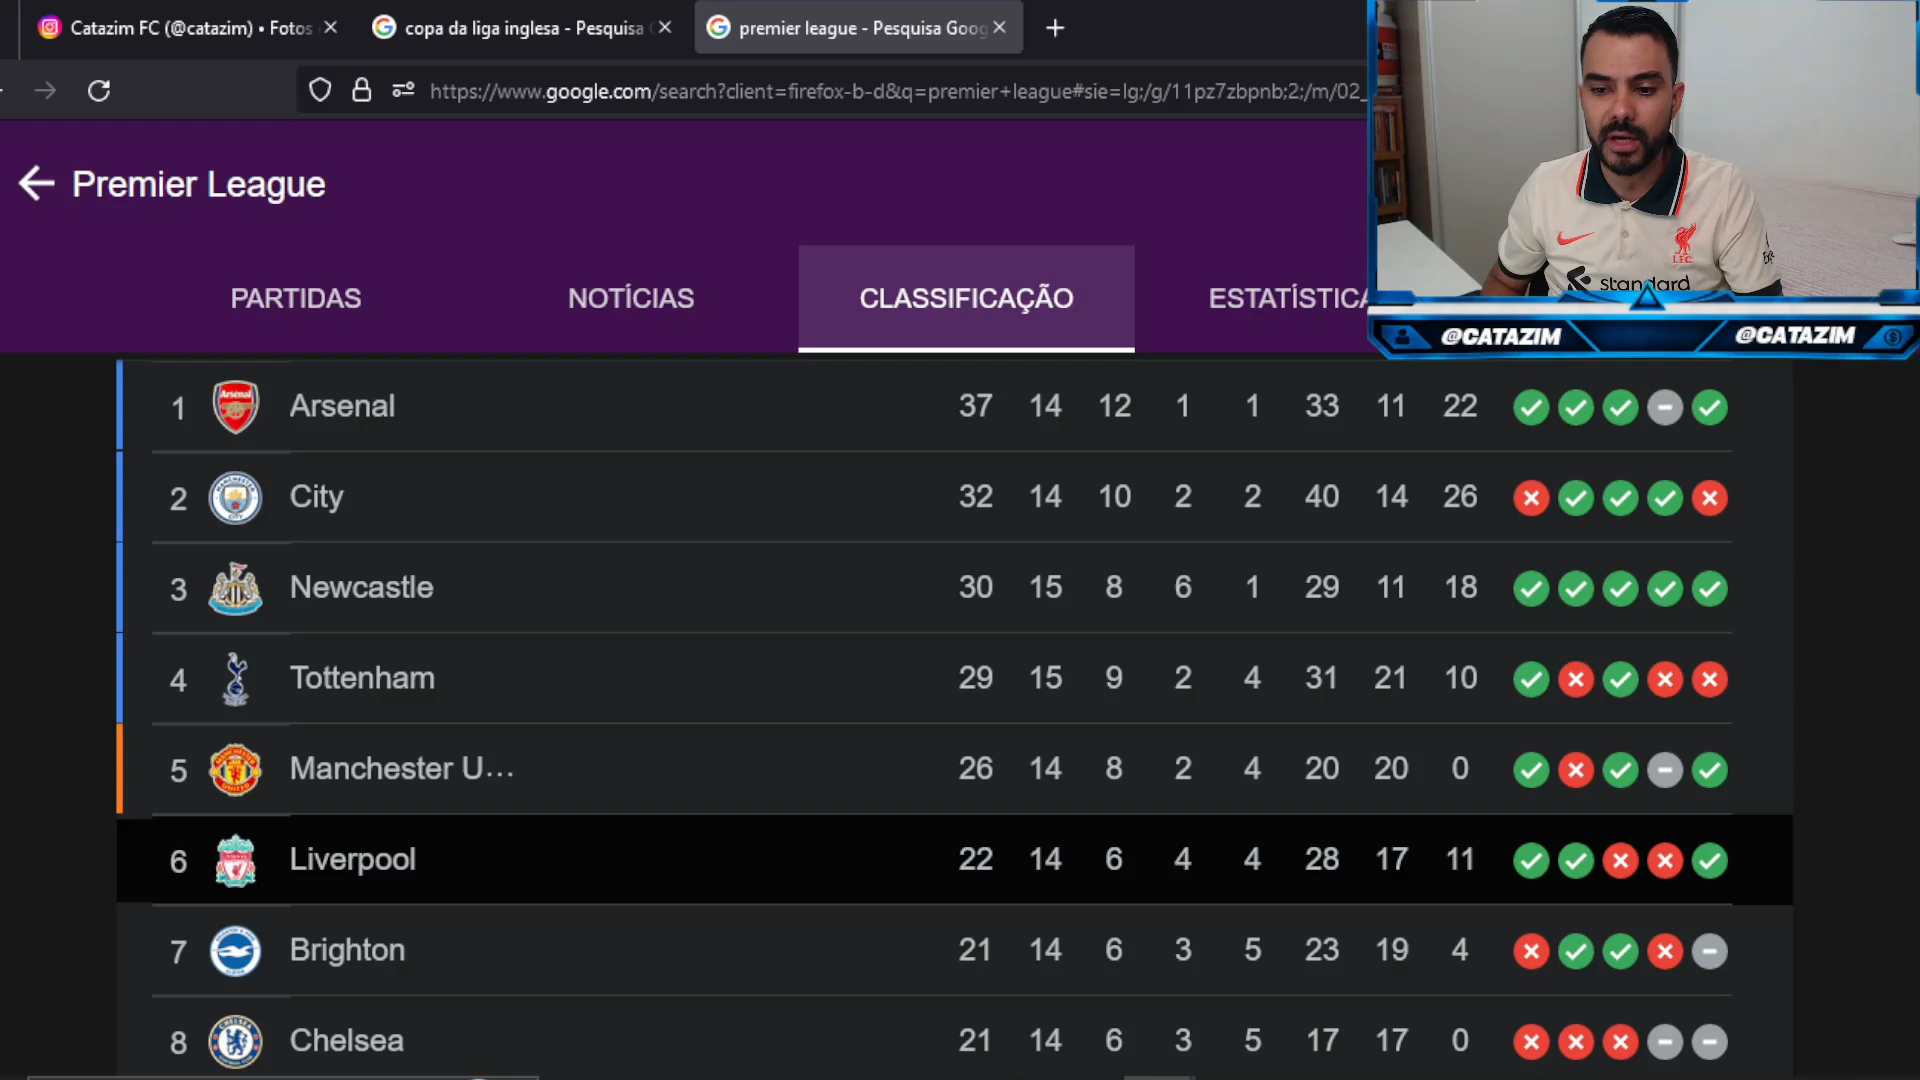 Catazim FC (@catazim) • Fotos
copa da liga inglesa - Pesquisa
premier league - Pesquisa Goog
https://www.google.com/search?client=firefox-b-d&q=premier+league#sie=lg;/g/11pz7zbpnb;2;/m/02_
Premier League
PARTIDAS NOTÍCIAS CLASSIFICAÇÃO ESTATÍSTICA
L.F.C.
standard
@CATAZIM @CATAZIM
1 Arsenal 37 14 12 1 1 33 11 22
2 City 32 14 10 2 2 40 14 26
3 Newcastle 30 15 8 6 1 29 11 18
4 Tottenham 29 15 9 2 4 31 21 10
5 Manchester U... 26 14 8 2 4 20 20 0
6 Liverpool 22 14 6 4 4 28 17 11
7 Brighton 21 14 6 3 5 23 19 4
8 Chelsea 21 14 6 3 5 17 17 0